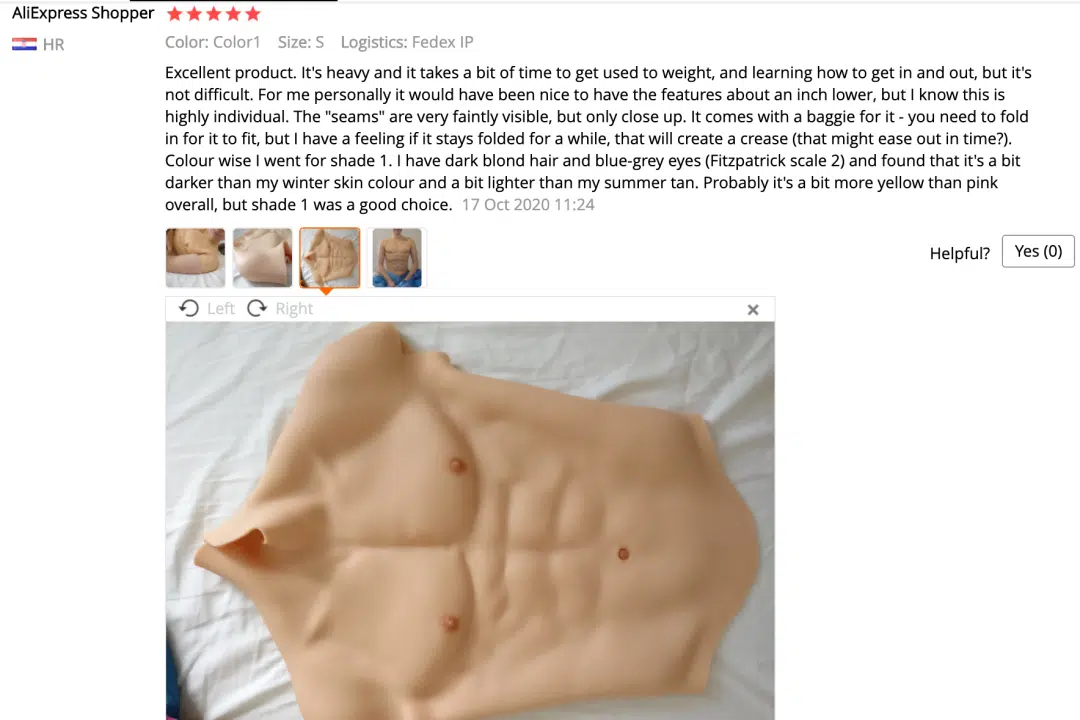 AliExpress Shopper
HR
Color: Color1 Size: S Logistics: Fedex IP
Excellent product. It's heavy and it takes a bit of time to get used to weight, and learning how to get in and out, but it's
not difficult. For me personally it would have been nice to have the features about an inch lower, but I know this is
highly individual. The "seams" are very faintly visible, but only close up. It comes with a baggie for it - you need to fold
in for it to fit, but I have a feeling if it stays folded for a while, that will create a crease (that might ease out in time?).
Colour wise I went for shade 1. I have dark blond hair and blue-grey eyes (Fitzpatrick scale 2) and found that it's a bit
darker than my winter skin colour and a bit lighter than my summer tan. Probably it's a bit more yellow than pink
overall, but shade 1 was a good choice. 17 Oct 2020 11:24
Helpful? Yes (0)
Left Right